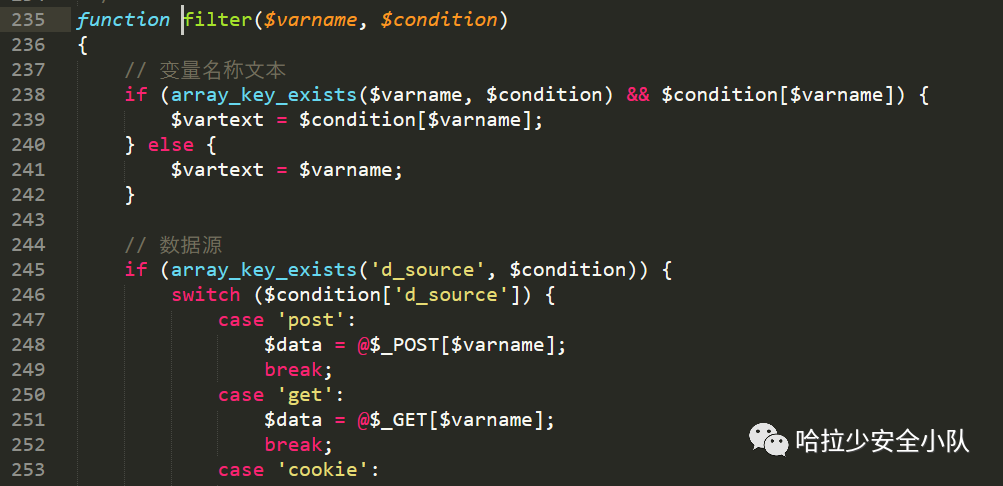 235 function filter($varname, $condition)
236 {
237     // 变量名称文本
238     if (array_key_exists($varname, $condition) && $condition[$varname]) {
239         $vartext = $condition[$varname];
240     } else {
241         $vartext = $varname;
242     }
243
244     // 数据源
245     if (array_key_exists('d_source', $condition)) {
246         switch ($condition['d_source']) {
247             case 'post':
248                 $data = @$_POST[$varname];
249                 break;
250             case 'get':
251                 $data = @$_GET[$varname];
252                 break;
253             case 'cookie':
哈拉少安全小队